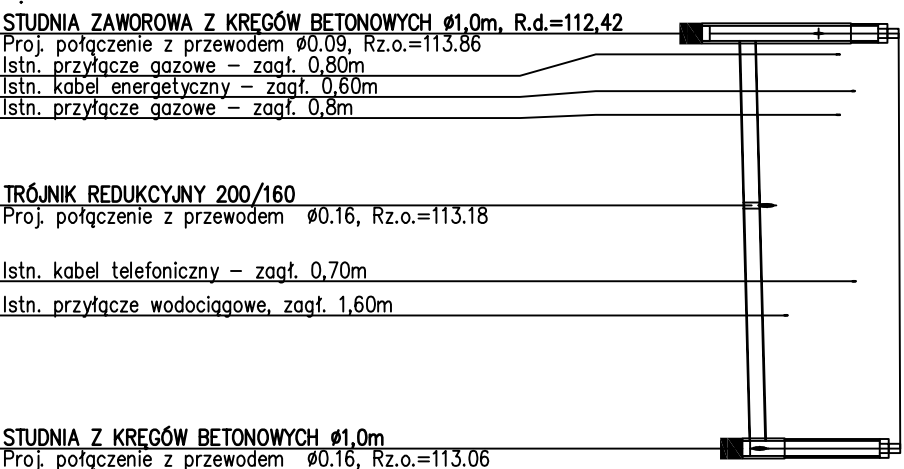 STUDNIA ZAWOROWA Z KRĘGÓW BETONOWYCH ø1,0m, R.d.=112,42
Proj. połączenie z przewodem ø0.09, Rz.o.=113.86
Istn. przyłącze gazowe – zagł. 0,80m
Istn. kabel energetyczny – zagł. 0,60m
Istn. przyłącze gazowe – zagł. 0,8m
TRÓJNIK REDUKCYJNY 200/160
Proj. połączenie z przewodem ø0.16, Rz.o.=113.18
Istn. kabel telefoniczny – zagł. 0,70m
Istn. przyłącze wodociągowe, zagł. 1,60m
STUDNIA Z KRĘGÓW BETONOWYCH ø1,0m
Proj. połączenie z przewodem ø0.16, Rz.o.=113.06